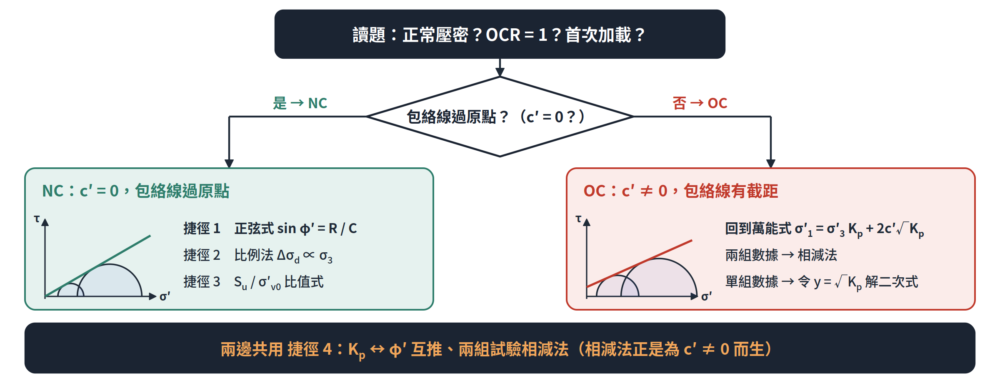 讀題：正常壓密？OCR = 1？首次加載？
是 → NC
否 → OC
包絡線過原點？（c′ = 0？）
NC：c′ = 0，包絡線過原點
τ
捷徑 1　正弦式 sin φ′ = R / C
捷徑 2　比例法 Δσd ∝ σ3
捷徑 3　Su / σ′v0 比值式
σ′
OC：c′ ≠ 0，包絡線有截距
τ
回到萬能式 σ′1 = σ′3 Kp + 2c′√Kp
兩組數據 → 相減法
單組數據 → 令 y = √Kp 解二次式
σ′
兩邊共用 捷徑 4：Kp ↔ φ′ 互推、兩組試驗相減法（相減法正是為 c′ ≠ 0 而生）